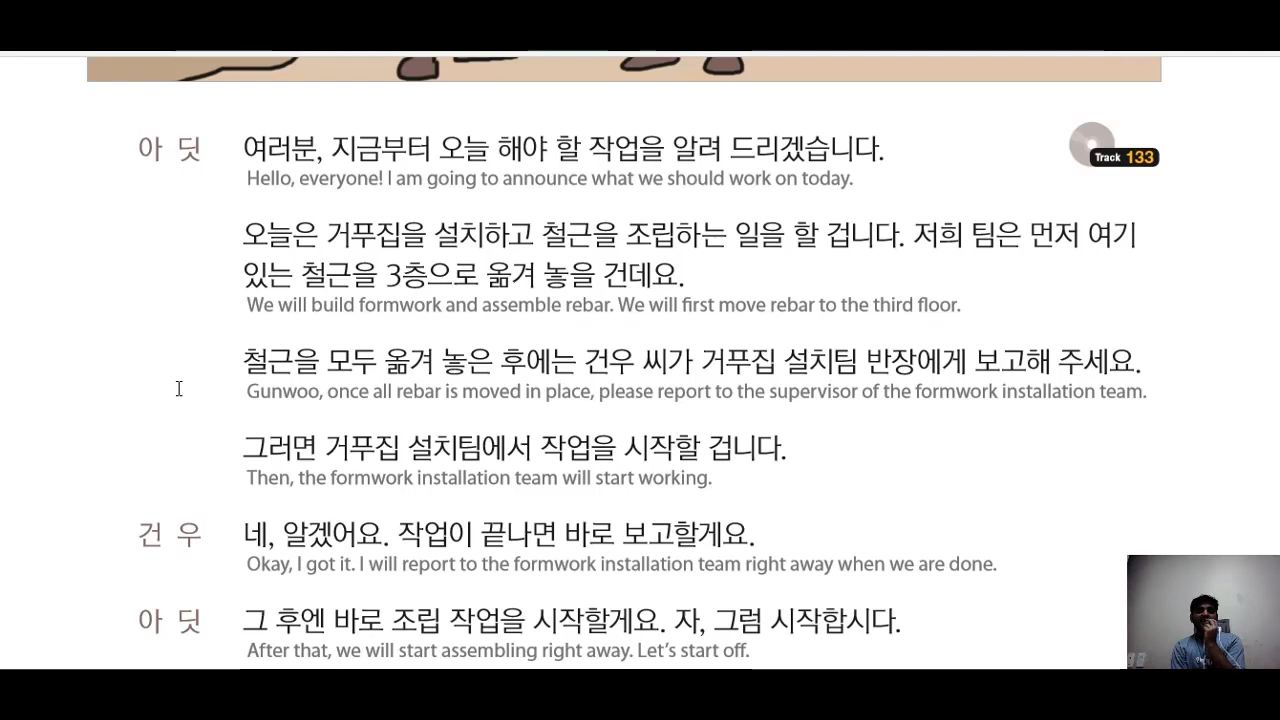 아 딧 여러분, 지금부터 오늘 해야 할 작업을 알려 드리겠습니다.
Track 133
Hello, everyone! I am going to announce what we should work on today.
오늘은 거푸집을 설치하고 철근을 조립하는 일을 할 겁니다. 저희 팀은 먼저 여기
있는 철근을 3층으로 옮겨 놓을 건데요.
We will build formwork and assemble rebar. We will first move rebar to the third floor.
철근을 모두 옮겨 놓은 후에는 건우 씨가 거푸집 설치팀 반장에게 보고해 주세요.
Gunwoo, once all rebar is moved in place, please report to the supervisor of the formwork installation team.
그러면 거푸집 설치팀에서 작업을 시작할 겁니다.
Then, the formwork installation team will start working.
건 우 네, 알겠어요. 작업이 끝나면 바로 보고할게요.
Okay, I got it. I will report to the formwork installation team right away when we are done.
아 딧 그 후엔 바로 조립 작업을 시작할게요. 자, 그럼 시작합시다.
After that, we will start assembling right away. Let's start off.